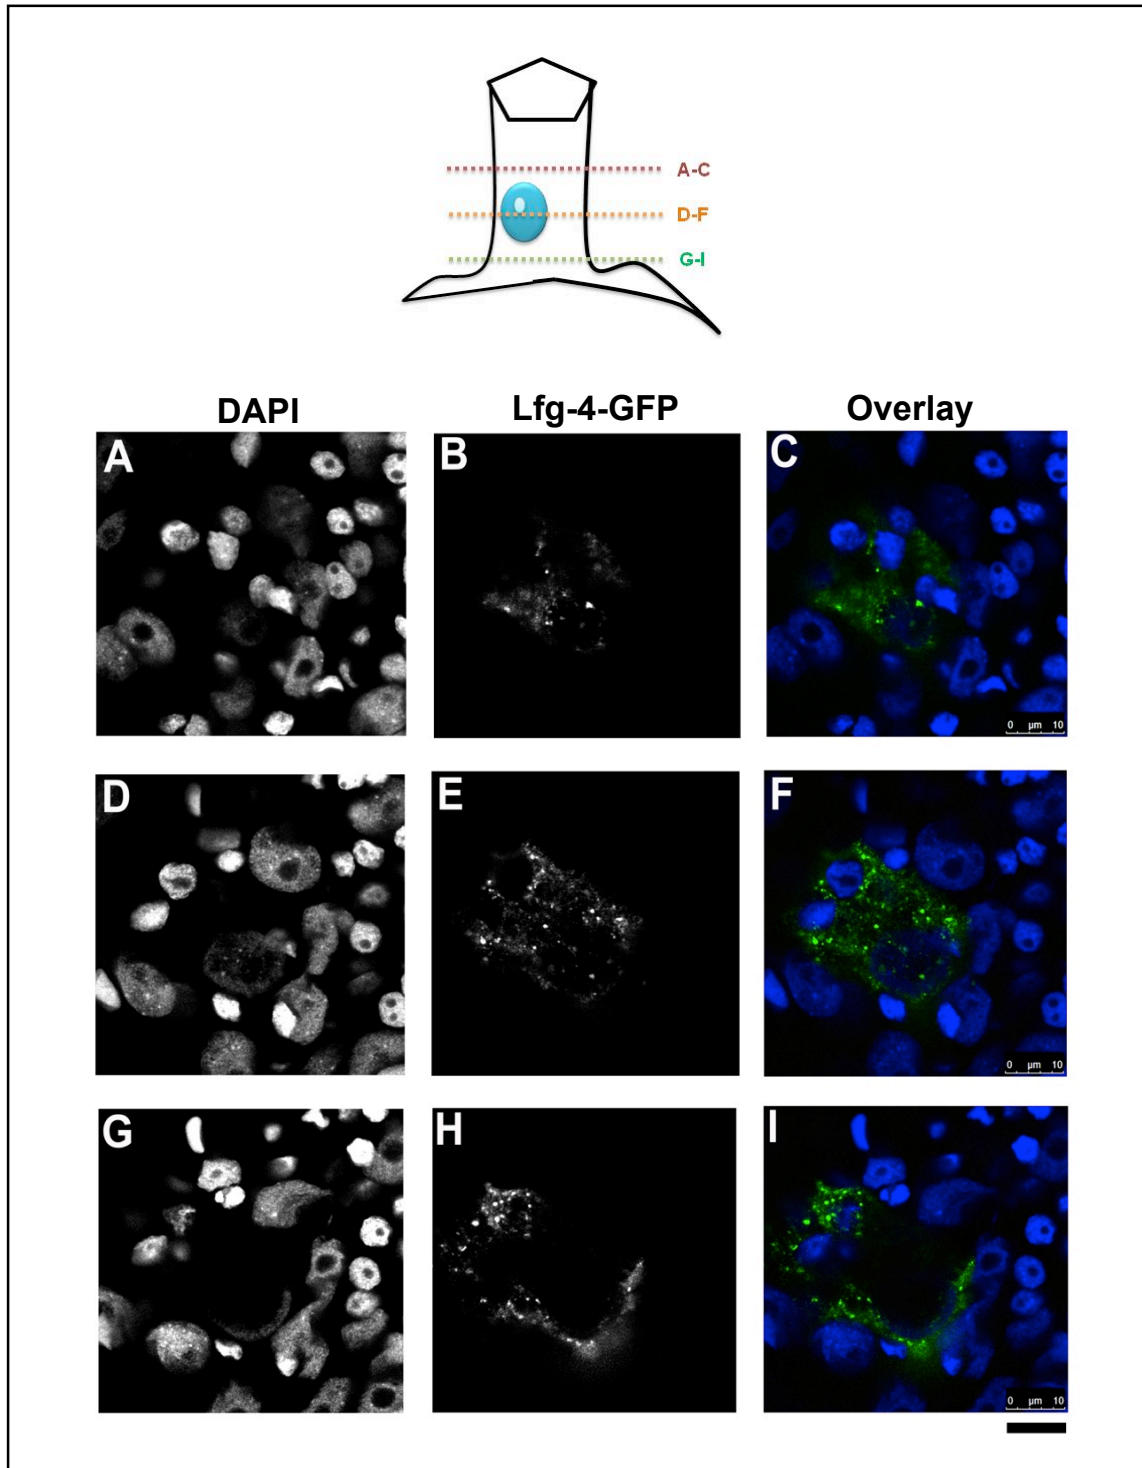 A-C
D-F
G-I
DAPI Lfg-4-GFP Overlay
A B C
0 µm 10
D E F
0 µm 10
G H I
0 µm 10